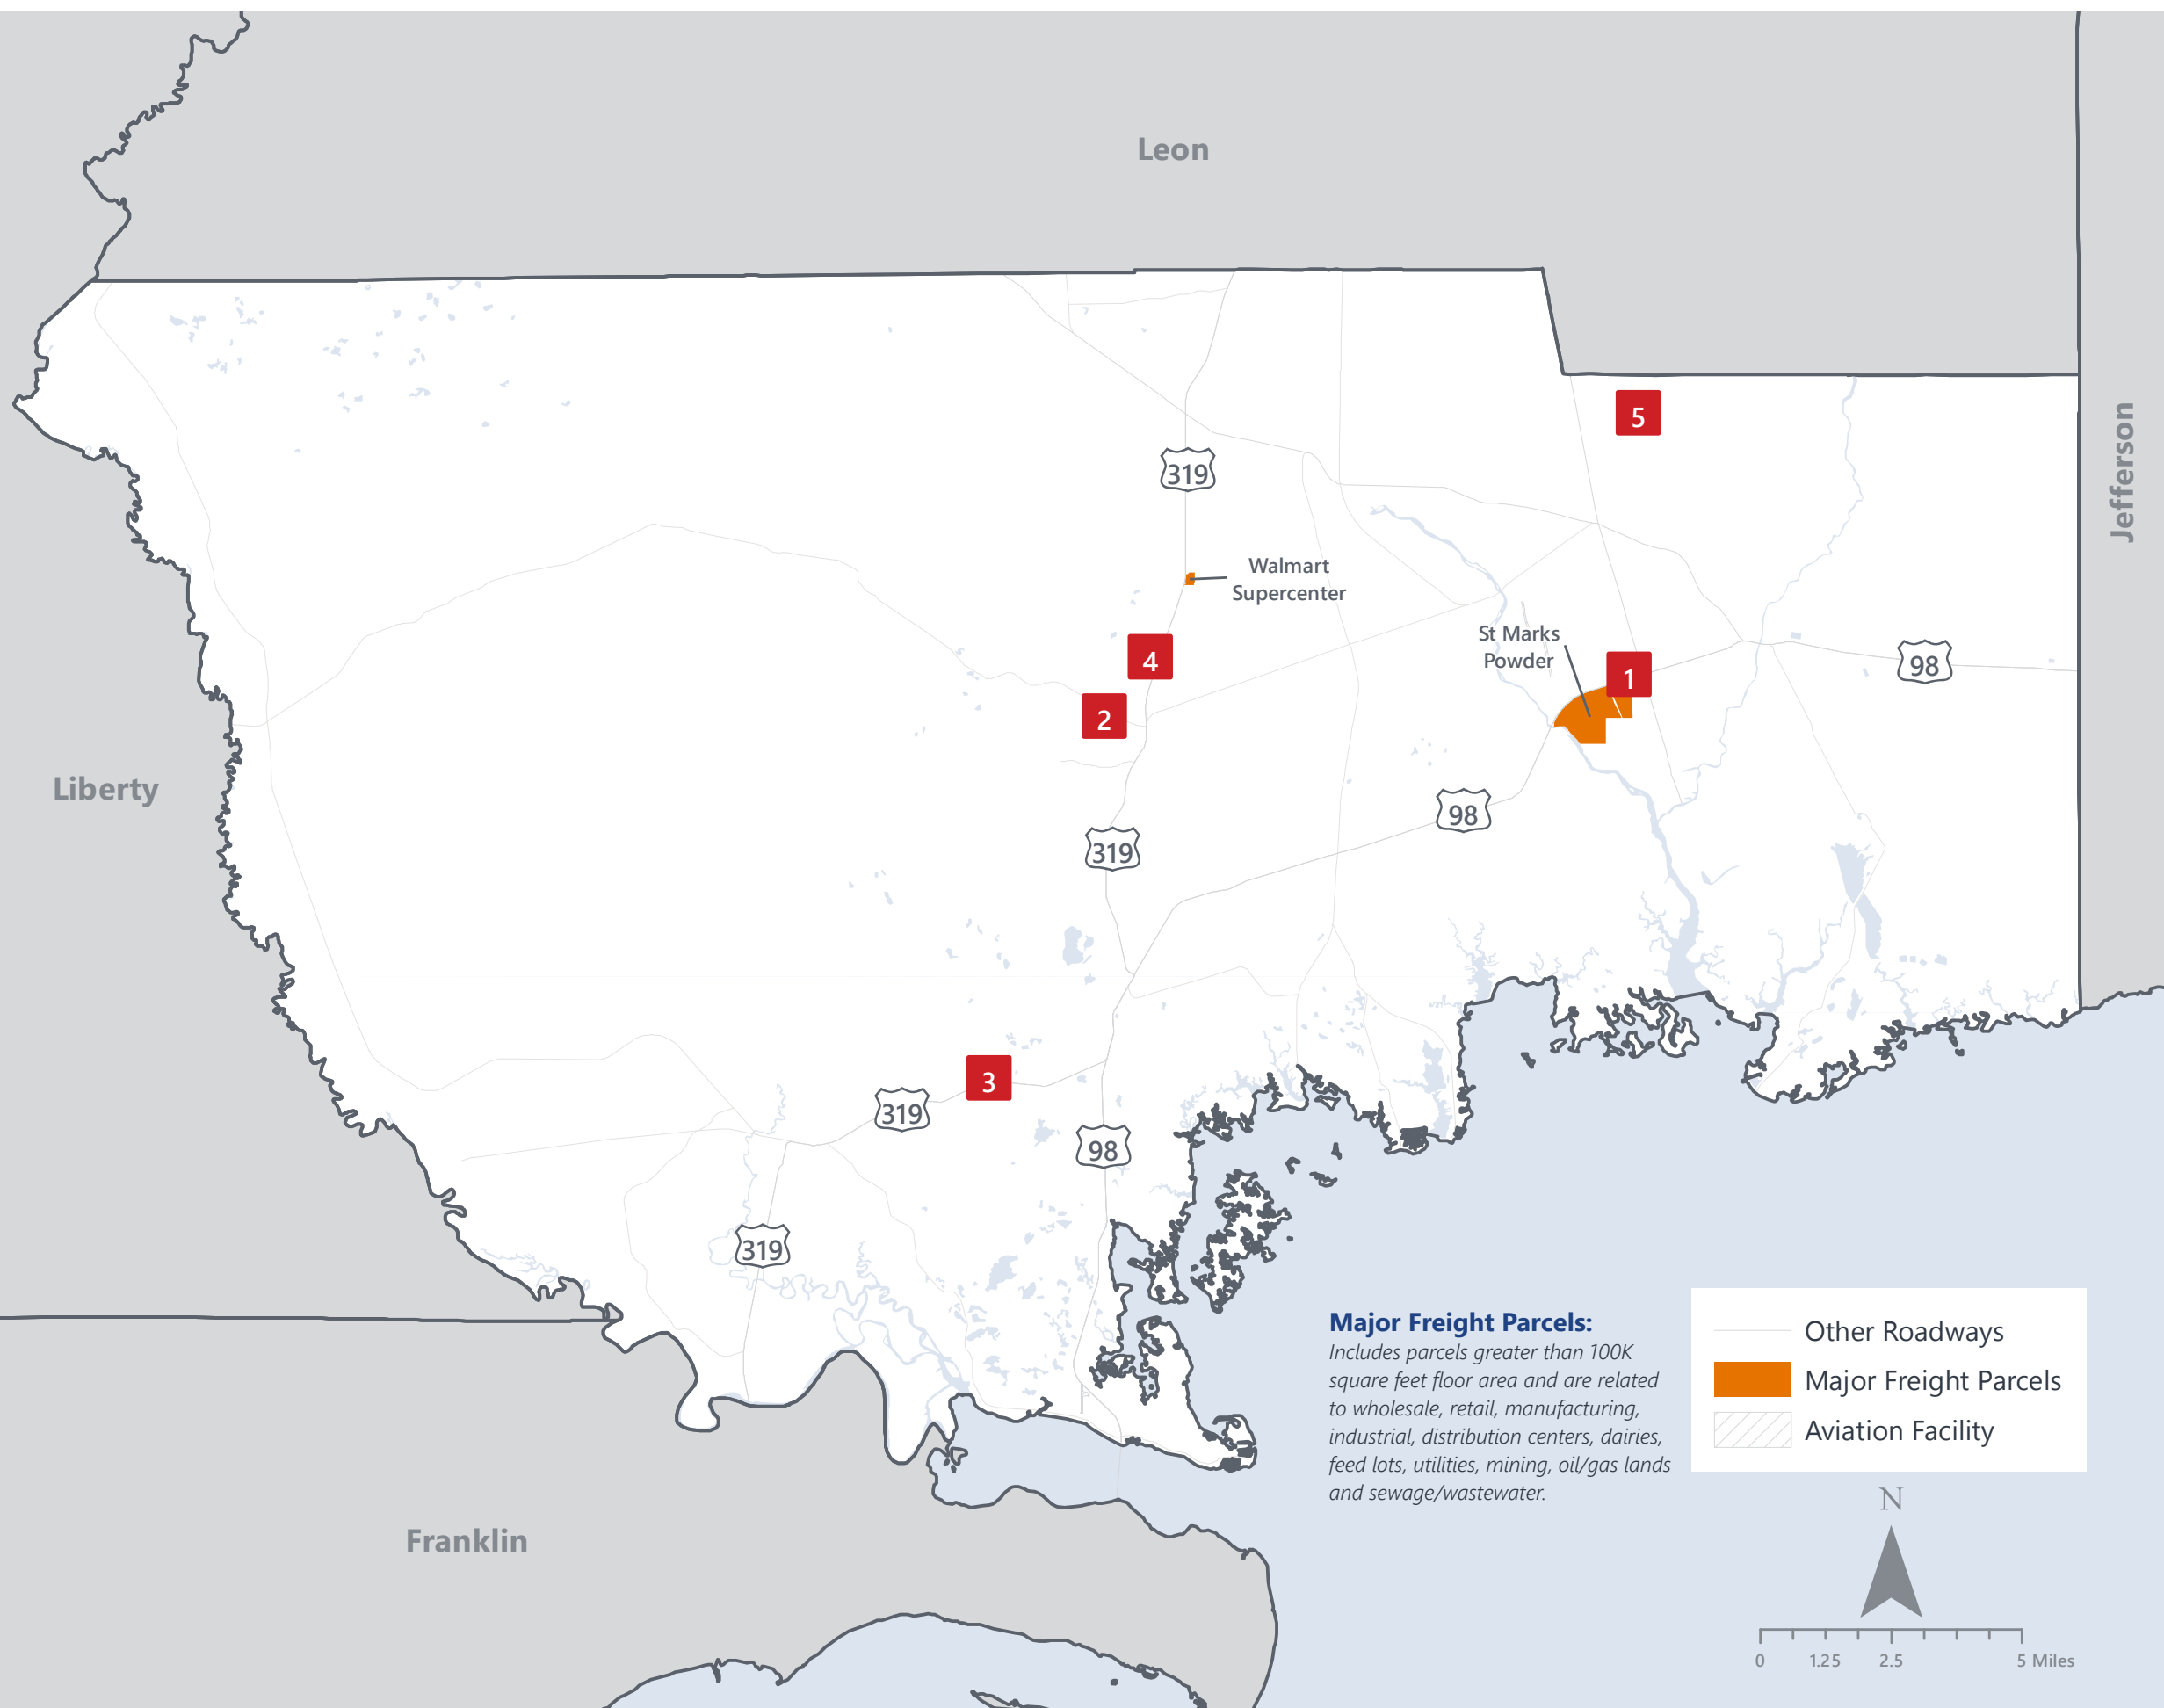 Leon
5
Jefferson
319
Walmart
Supercenter
St Marks
Powder
4
1
98
2
Liberty
98
319
3
319
98
319
Major Freight Parcels:
Includes parcels greater than 100K
square feet floor area and are related
to wholesale, retail, manufacturing,
industrial, distribution centers, dairies,
feed lots, utilities, mining, oil/gas lands
and sewage/wastewater.
Other Roadways
Major Freight Parcels
Aviation Facility
N
Franklin
0 1.25 2.5 5 Miles